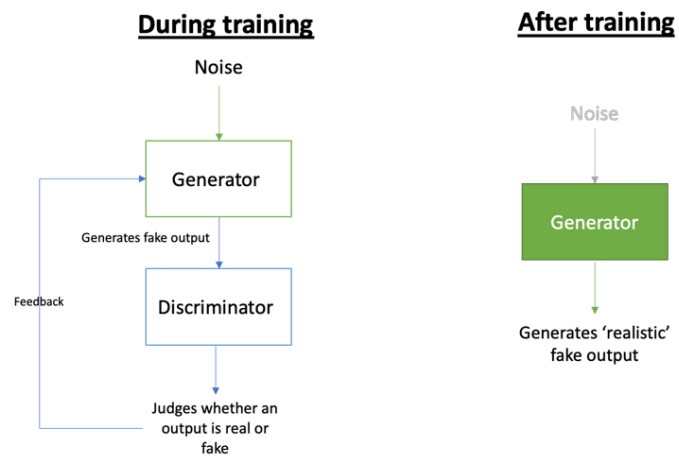 During training
Noise
Generator
Generates fake output
Discriminator
Feedback
Judges whether an
output is real or
fake
After training
Noise
Generator
Generates ‘realistic’
fake output